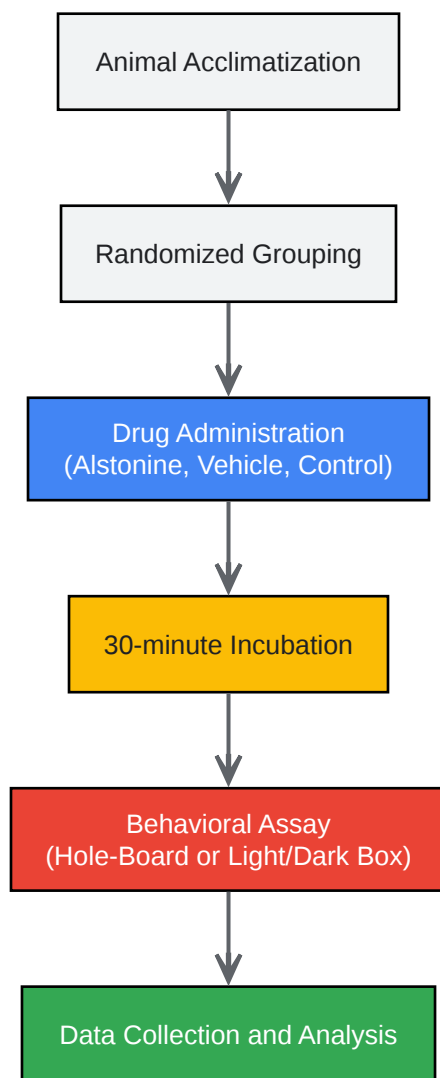 Animal Acclimatization
Randomized Grouping
Drug Administration
(Alstonine, Vehicle, Control)
30-minute Incubation
Behavioral Assay
(Hole-Board or Light/Dark Box)
Data Collection and Analysis